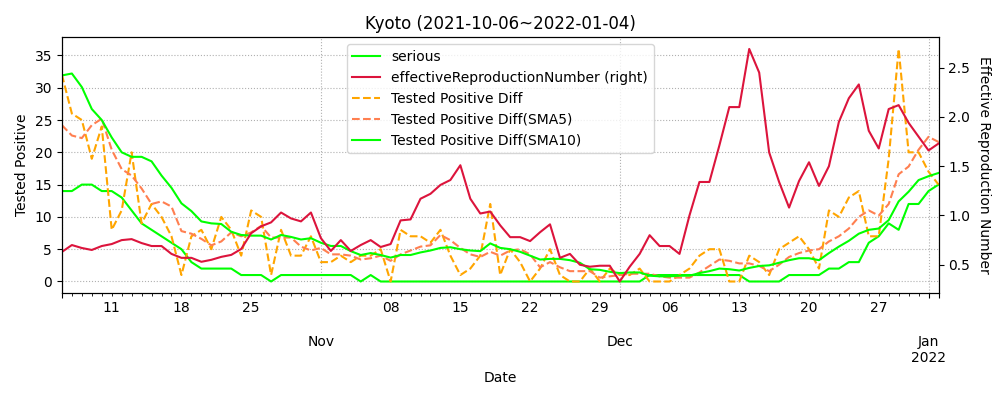 Kyoto (2021-10-06~2022-01-04)
serious
effectiveReproductionNumber (right)
Tested Positive Diff
Tested Positive Diff(SMA5)
Tested Positive Diff(SMA10)
Tested Positive
35
30
25
20
15
10
5
0
2.5
2.0
1.5
1.0
0.5
Effective Reproduction Number
11 18 25 08 15 22 29 06 13 20 27
Nov Dec Jan
2022
Date